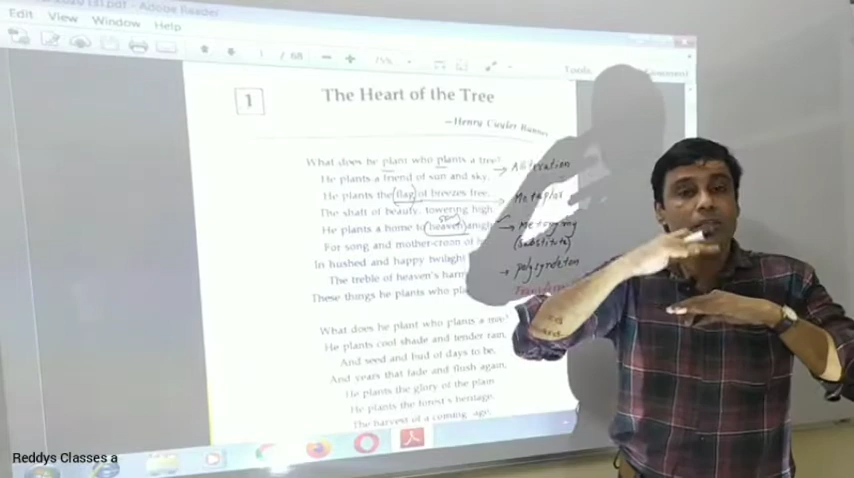 (3).pdf - Adobe Reader
Edit View Window Help
1 / 68 75%
Tools
1
The Heart of the Tree
-Henry Cuyler Bunner
What does he plant who plants a tree?
→ Alliteration
He plants a friend of sun and sky,
He plants the flag of breezes free,
→ Metaphor
The shaft of beauty, towering high.
He plants a home to heaven anigh
→ Metonymy
For song and mother-croon of
(substitute)
In hushed and happy twilight
→ polysyndeton
The treble of heaven's harm
These things he plants who pla
What does he plant who plants a tree?
He plants cool shade and tender rain,
And seed and bud of days to be,
And years that fade and flush again,
He plants the glory of the plain
He plants the forest's heritage,
The harvest of a coming age,
Reddys Classes a